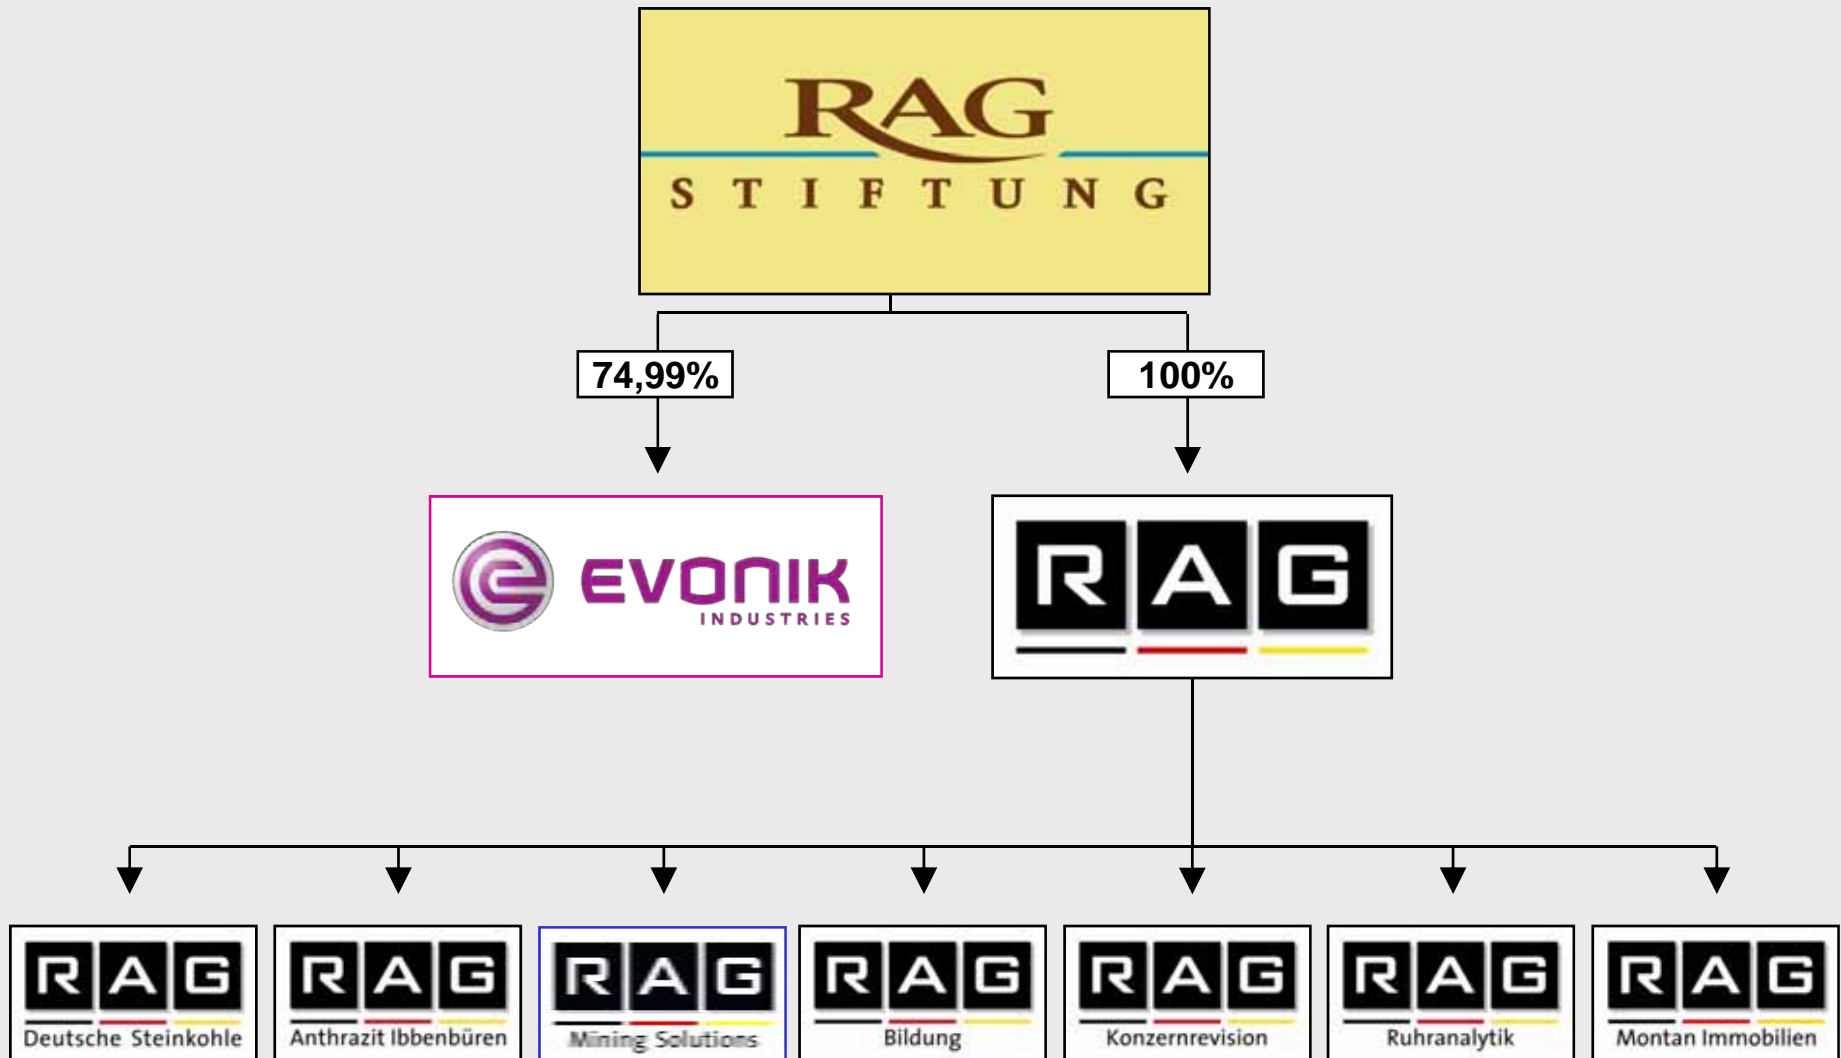 RAG
STIFTUNG
74,99%
100%
EVONIK
INDUSTRIES
RAG
RAG
Deutsche Steinkohle
RAG
Anthrazit Ibbenbüren
RAG
Mining Solutions
RAG
Bildung
RAG
Konzernrevision
RAG
Ruhranalytik
RAG
Montan Immobilien